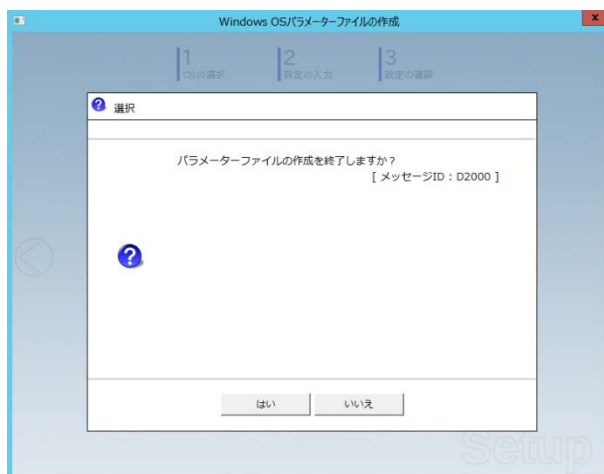 Windows OSパラメーターファイルの作成
1
OSの選択
2
設定の入力
3
設定の確認
選択
パラメーターファイルの作成を終了しますか？
[ メッセージID：D2000 ]
はい
いいえ
Setup